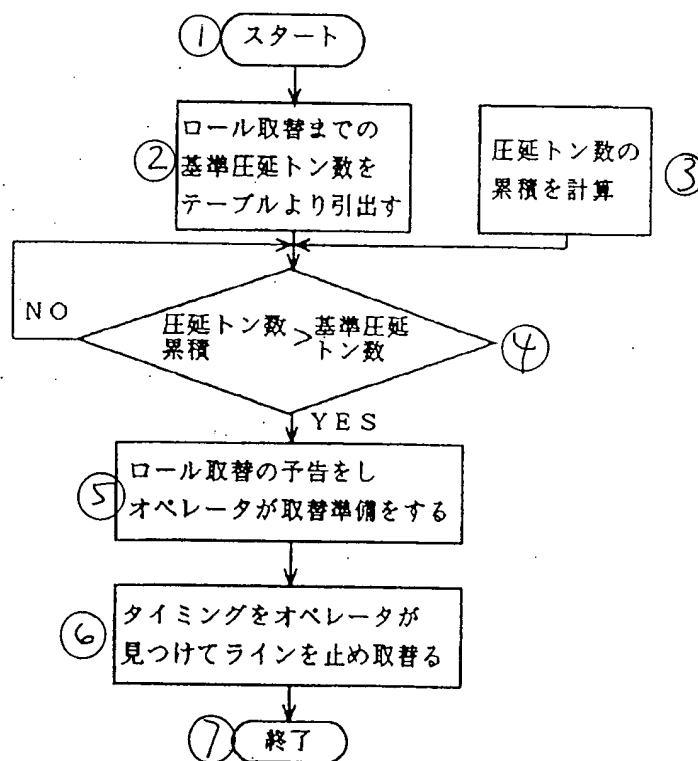 ① スタート
ロール取替までの
② 基準圧延トン数を
テーブルより引出す
圧延トン数の
累積を計算
③
NO
圧延トン数
累積
>
基準圧延
トン数
④
YES
ロール取替の予告をし
⑤ オペレータが取替準備をする
タイミングをオペレータが
⑥ 見つけてラインを止め取替る
⑦ 終了